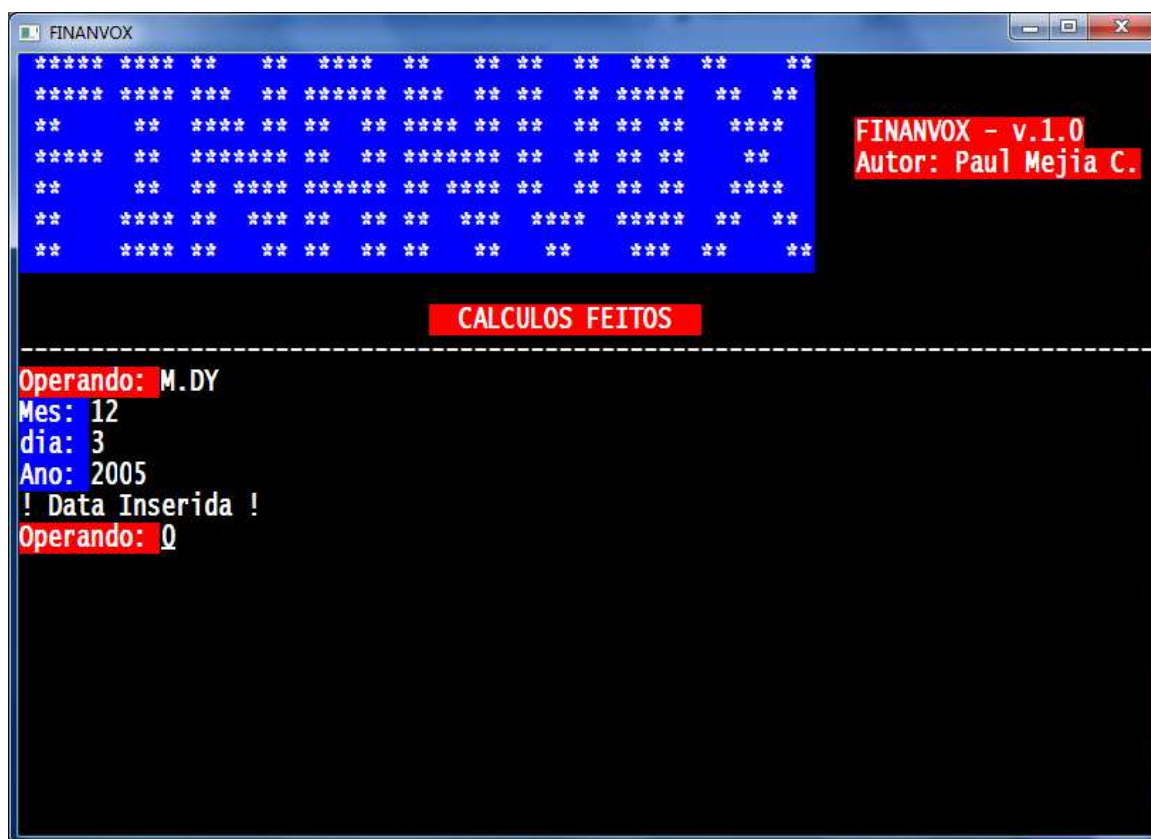 FINANVOX
FINANVOX
FINANVOX - v.1.0
Autor: Paul Mejia C.
CALCULOS FEITOS
Operando: M.DY
Mes: 12
dia: 3
Ano: 2005
! Data Inserida !
Operando: 0